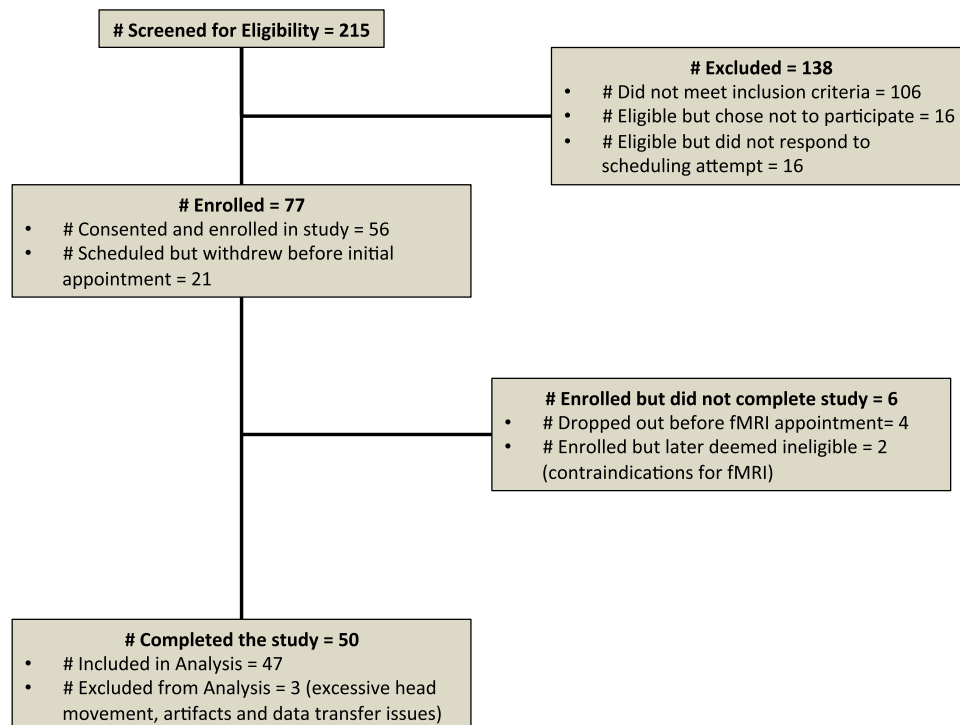 # Screened for Eligibility = 215
# Excluded = 138
• # Did not meet inclusion criteria = 106
• # Eligible but chose not to participate = 16
• # Eligible but did not respond to
scheduling attempt = 16
# Enrolled = 77
• # Consented and enrolled in study = 56
• # Scheduled but withdrew before initial
appointment = 21
# Enrolled but did not complete study = 6
• # Dropped out before fMRI appointment= 4
• # Enrolled but later deemed ineligible = 2
(contraindications for fMRI)
# Completed the study = 50
• # Included in Analysis = 47
• # Excluded from Analysis = 3 (excessive head
movement, artifacts and data transfer issues)